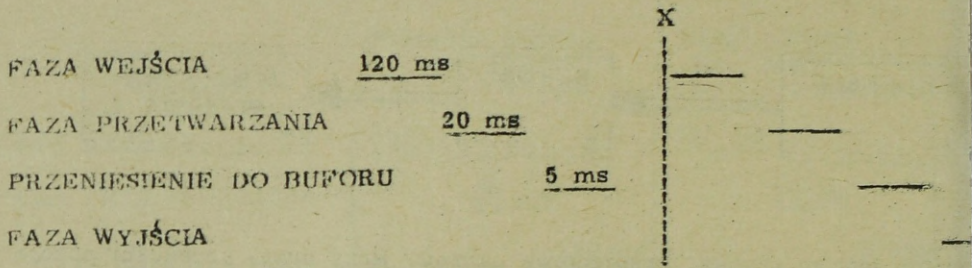 X
FAZA WEJŚCIA 120 ms
FAZA PRZETWARZANIA 20 ms
PRZENIESIENIE DO BUFORU 5 ms
FAZA WYJŚCIA